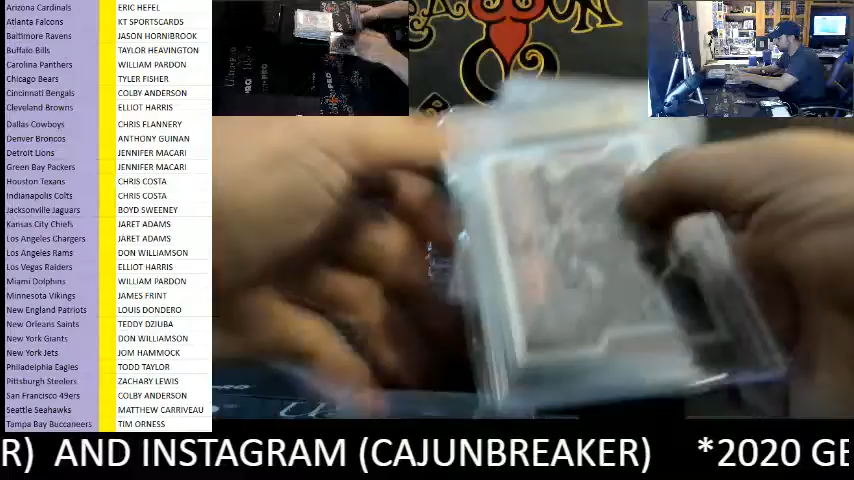 Arizona Cardinals ERIC HEFEL
Atlanta Falcons KT SPORTSCARDS
Baltimore Ravens JASON HORNIBROOK
Buffalo Bills TAYLOR HEAVINGTON
Carolina Panthers WILLIAM PARDON
Chicago Bears TYLER FISHER
Cincinnati Bengals COLBY ANDERSON
Cleveland Browns ELLIOT HARRIS
Dallas Cowboys CHRIS FLANNERY
Denver Broncos ANTHONY GUINAN
Detroit Lions JENNIFER MACARI
Green Bay Packers JENNIFER MACARI
Houston Texans CHRIS COSTA
Indianapolis Colts CHRIS COSTA
Jacksonville Jaguars BOYD SWEENEY
Kansas City Chiefs JARET ADAMS
Los Angeles Chargers JARET ADAMS
Los Angeles Rams DON WILLIAMSON
Los Vegas Raiders ELLIOT HARRIS
Miami Dolphins WILLIAM PARDON
Minnesota Vikings JAMES FRINT
New England Patriots LOUIS DONDERO
New Orleans Saints TEDDY DZIUBA
New York Giants DON WILLIAMSON
New York Jets JOM HAMMOCK
Philadelphia Eagles TODD TAYLOR
Pittsburgh Steelers ZACHARY LEWIS
San Francisco 49ers COLBY ANDERSON
Seattle Seahawks MATTHEW CARRIVEAU
Tampa Bay Buccaneers TIM ORNESS
R) AND INSTAGRAM (CAJUNBREAKER) *2020 GE